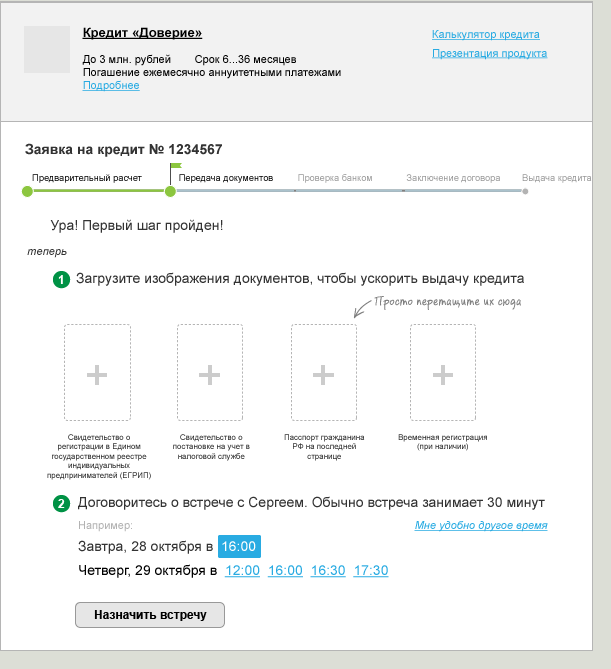 Кредит «Доверие»
Калькулятор кредита
Презентация продукта
До 3 млн. рублей Срок 6...36 месяцев
Погашение ежемесячно аннуитетными платежами
Подробнее
Заявка на кредит № 1234567
Предварительный расчет Передача документов Проверка банком Заключение договора Выдача кредита
Ура! Первый шаг пройден!
теперь
1 Загрузите изображения документов, чтобы ускорить выдачу кредита
Просто перетащите их сюда
Свидетельство о
регистрации в Едином
государственном реестре
индивидуальных
предпринимателей (ЕГРИП)
Свидетельство о
постановке на учет в
налоговой службе
Паспорт гражданина
РФ на последней
странице
Временная регистрация
(при наличии)
2 Договоритесь о встрече с Сергеем. Обычно встреча занимает 30 минут
Например:
Мне удобно другое время
Завтра, 28 октября в 16:00
Четверг, 29 октября в 12:00 16:00 16:30 17:30
Назначить встречу